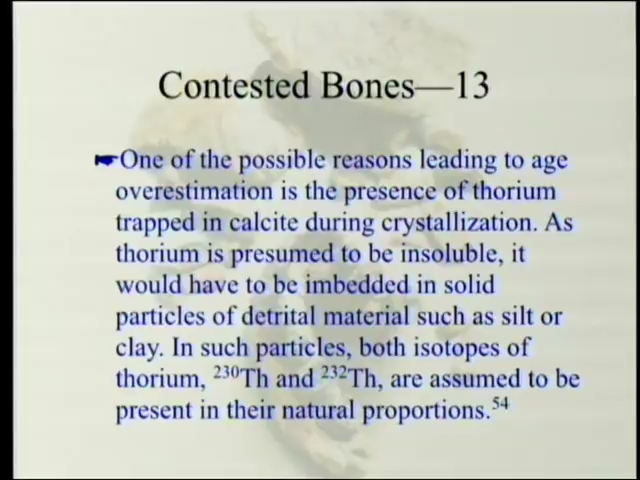 Contested Bones—13
One of the possible reasons leading to age
overestimation is the presence of thorium
trapped in calcite during crystallization. As
thorium is presumed to be insoluble, it
would have to be imbedded in solid
particles of detrital material such as silt or
clay. In such particles, both isotopes of
thorium, ²³⁰Th and ²³²Th, are assumed to be
present in their natural proportions.⁵⁴